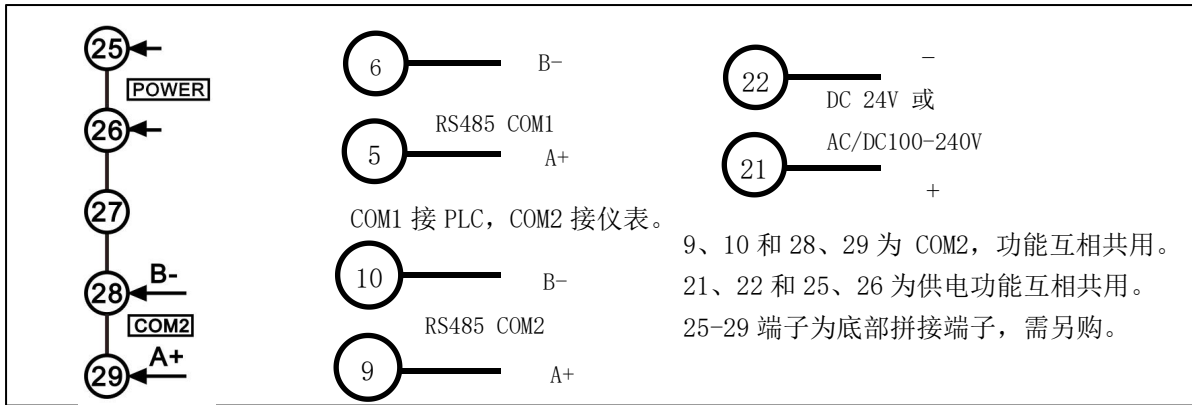 25
POWER
26
27
B-
28
COM2
A+
29
6 B-
RS485 COM1
5 A+
COM1 接 PLC，COM2 接仪表。
10 B-
RS485 COM2
9 A+
22 −
DC 24V 或
AC/DC100-240V
21 +
9、10 和 28、29 为 COM2，功能互相共用。
21、22 和 25、26 为供电功能互相共用。
25-29 端子为底部拼接端子，需另购。